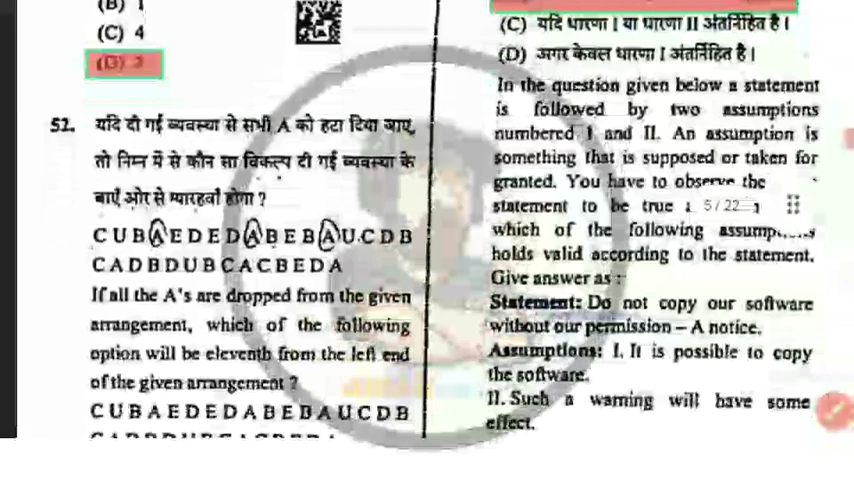 (B) 1
(C) 4
(D) 3
52. यदि दी गई व्यवस्था से सभी A को हटा दिया जाए,
तो निम्न में से कौन सा विकल्प दी गई व्यवस्था के
बाएँ ओर से ग्यारहवाँ होगा ?
C U B A E D E D A B E B A U C D B
C A D B D U B C A C B E D A
If all the A's are dropped from the given
arrangement, which of the following
option will be eleventh from the left end
of the given arrangement ?
C U B A E D E D A B E B A U C D B
(C) यदि धारणा I या धारणा II अंतर्निहित है।
(D) अगर केवल धारणा I अंतर्निहित है।
In the question given below a statement
is followed by two assumptions
numbered I and II. An assumption is
something that is supposed or taken for
granted. You have to observe the
statement to be true
5 / 22
which of the following
holds valid according to the statement.
Give answer as :
Statement: Do not copy our software
without our permission – A notice.
Assumptions: I. It is possible to copy
the software.
II. Such a warning will have some
effect.